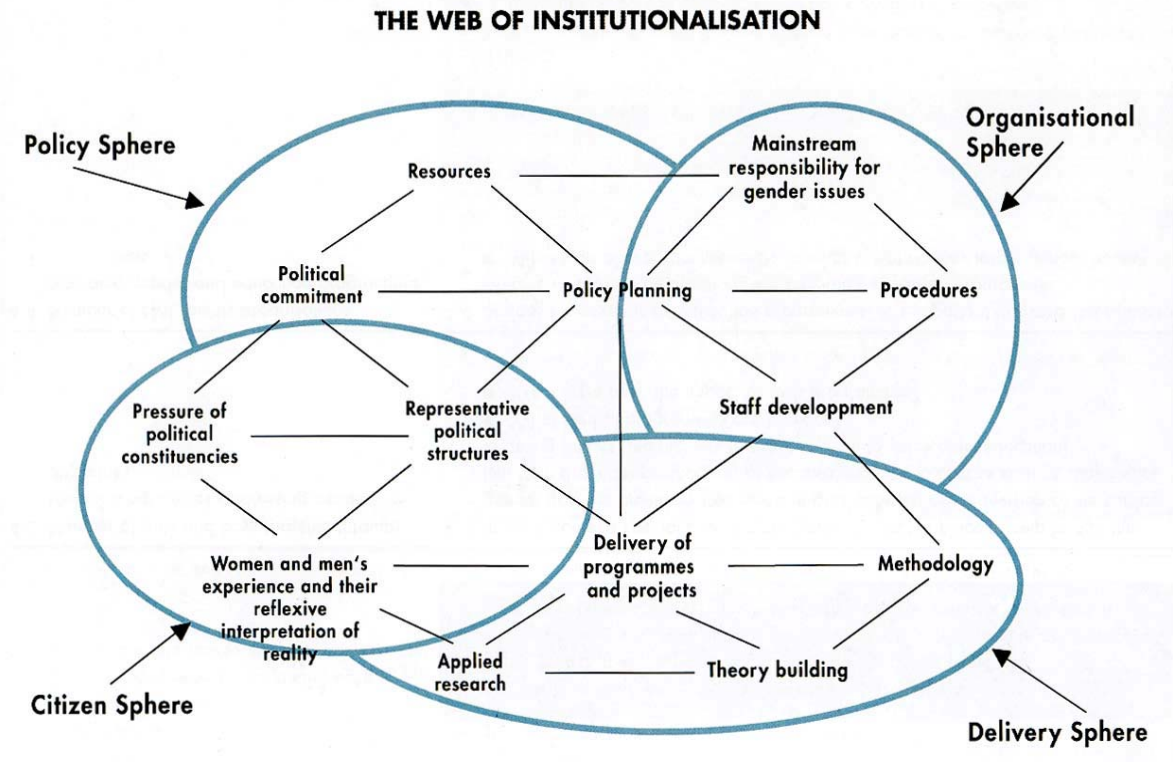 THE WEB OF INSTITUTIONALISATION
Policy Sphere
Organisational
Sphere
Resources
Mainstream
responsibility for
gender issues
Political
commitment
Policy Planning
Procedures
Pressure of
political
constituencies
Representative
political
structures
Staff developpment
Women and men's
experience and their
reflexive
interpretation of
reality
Delivery of
programmes
and projects
Methodology
Applied
research
Theory building
Citizen Sphere
Delivery Sphere